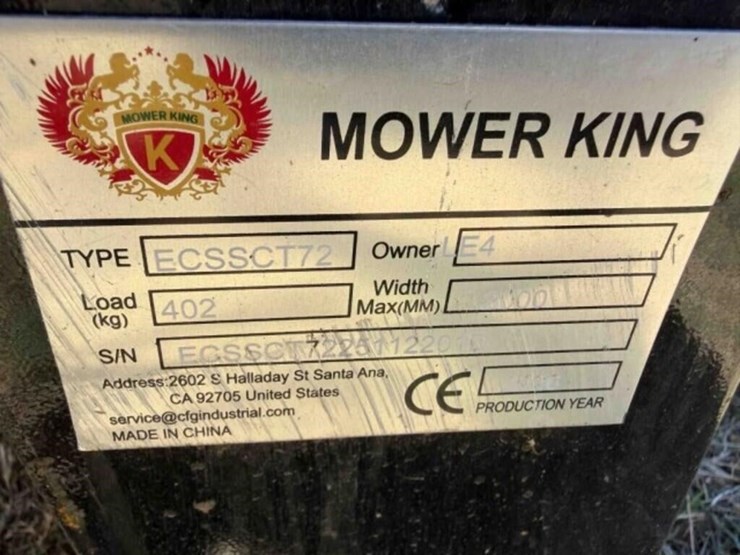 MOWER KING
K
MOWER KING
TYPE ECSSCT72 Owner LE4
Load (kg) 402 Width Max(MM)
S/N
Address:2602 S Halladay St Santa Ana,
CA 92705 United States
service@cfgindustrial.com
MADE IN CHINA
CE
PRODUCTION YEAR